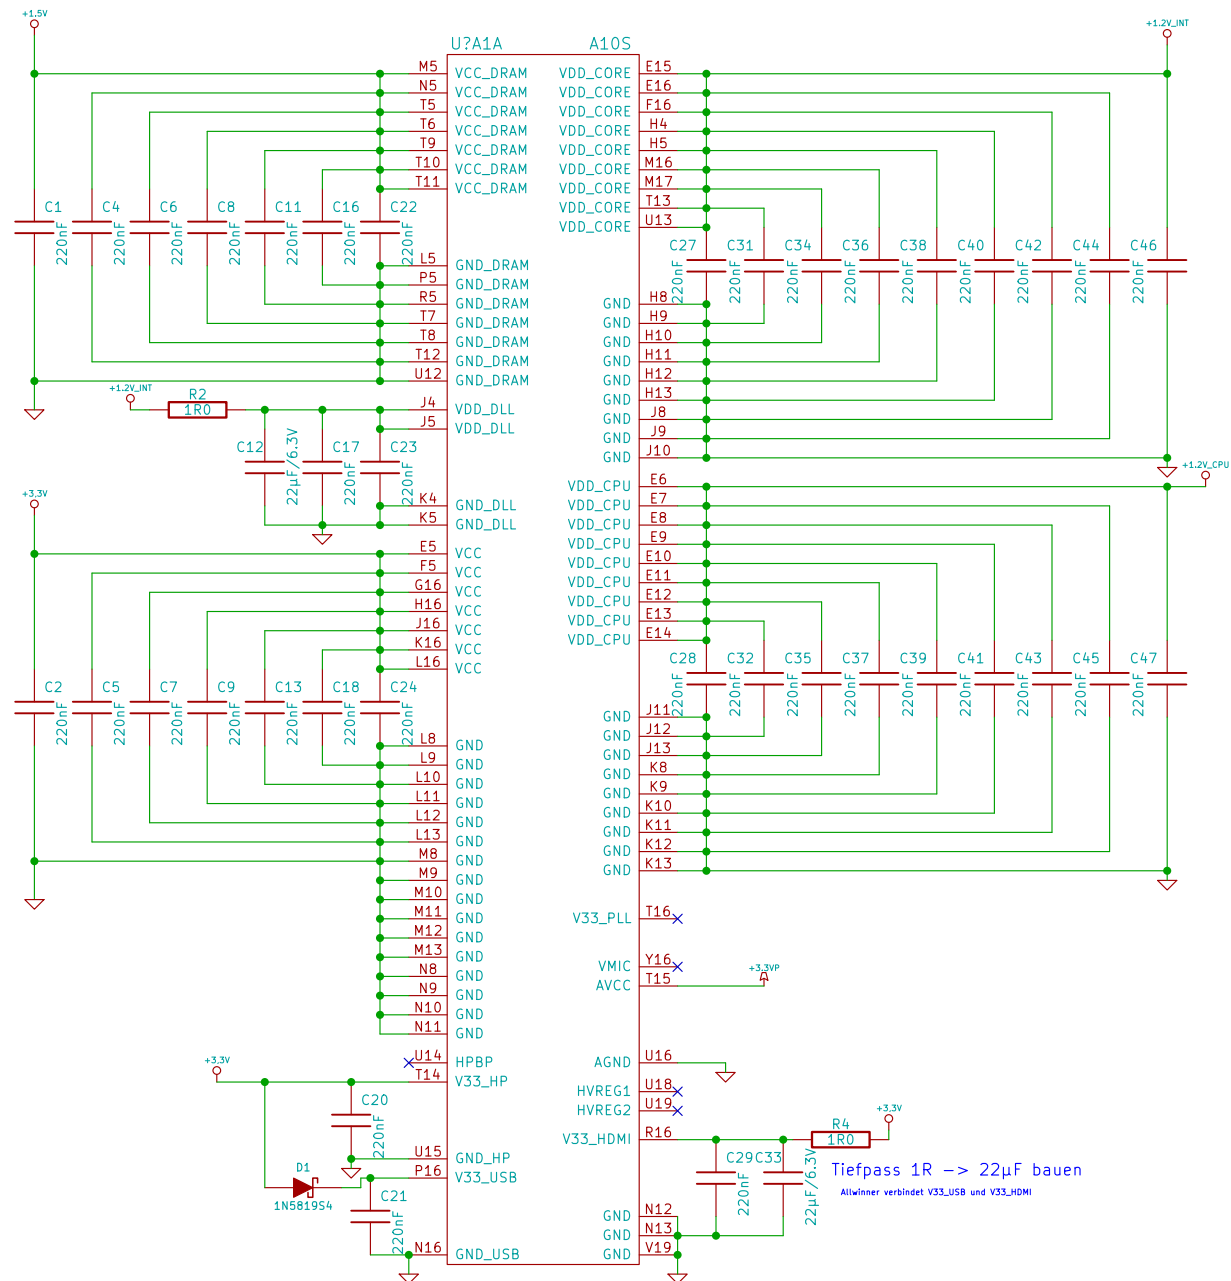 +1.5V
+1.2V_INT
U?A1A A10S
M5 VCC_DRAM VDD_CORE E15
N5 VCC_DRAM VDD_CORE E16
T5 VCC_DRAM VDD_CORE F16
T6 VCC_DRAM VDD_CORE H4
T9 VCC_DRAM VDD_CORE H5
T10 VCC_DRAM VDD_CORE M16
T11 VCC_DRAM VDD_CORE M17
VDD_CORE T13
VDD_CORE U13
C1 C4 C6 C8 C11 C16 C22
220nF 220nF 220nF 220nF 220nF 220nF 220nF
C27 C31 C34 C36 C38 C40 C42 C44 C46
220nF 220nF 220nF 220nF 220nF 220nF 220nF 220nF 220nF
L5 GND_DRAM
P5 GND_DRAM
R5 GND_DRAM GND H8
T7 GND_DRAM GND H9
T8 GND_DRAM GND H10
T12 GND_DRAM GND H11
U12 GND_DRAM GND H12
GND H13
+1.2V_INT
R2
1R0
J4 VDD_DLL
J5 VDD_DLL
GND J8
GND J9
GND J10
C12 C17 C23
22µF/6.3V 220nF 220nF
+1.2V_CPU
K4 GND_DLL
K5 GND_DLL
VDD_CPU E6
VDD_CPU E7
VDD_CPU E8
VDD_CPU E9
VDD_CPU E10
VDD_CPU E11
VDD_CPU E12
VDD_CPU E13
VDD_CPU E14
+3.3V
E5 VCC
F5 VCC
G16 VCC
H16 VCC
J16 VCC
K16 VCC
L16 VCC
C2 C5 C7 C9 C13 C18 C24
220nF 220nF 220nF 220nF 220nF 220nF 220nF
C28 C32 C35 C37 C39 C41 C43 C45 C47
220nF 220nF 220nF 220nF 220nF 220nF 220nF 220nF 220nF
L8 GND
L9 GND
L10 GND
L11 GND
L12 GND
L13 GND
M8 GND
M9 GND
M10 GND
M11 GND
M12 GND
M13 GND
N8 GND
N9 GND
N10 GND
N11 GND
GND J11
GND J12
GND J13
GND K8
GND K9
GND K10
GND K11
GND K12
GND K13
V33_PLL T16
VMIC Y16
AVCC T15
+3.3VP
U14 HPBP
T14 V33_HP
+3.3V
AGND U16
HVREG1 U18
HVREG2 U19
V33_HDMI R16
C20
220nF
U15 GND_HP
P16 V33_USB
D1
1N5819S4
C21
220nF
N16 GND_USB
+3.3V
R4
1R0
C29 C33
220nF 22µF/6.3V
Tiefpass 1R -> 22µF bauen
Allwinner verbindet V33_USB und V33_HDMI
GND N12
GND N13
GND V19